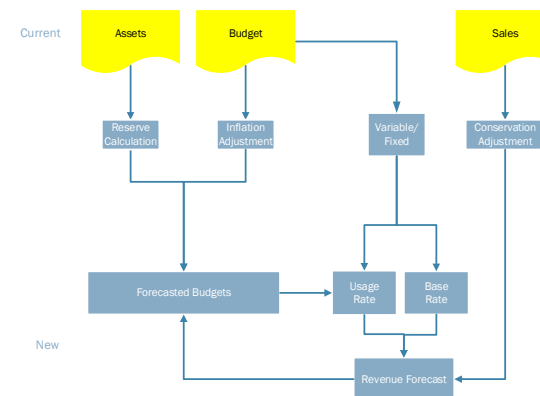 Current
Assets
Budget
Sales
Reserve
Calculation
Inflation
Adjustment
Variable/
Fixed
Conservation
Adjustment
Forecasted Budgets
Usage
Rate
Base
Rate
New
Revenue Forecast